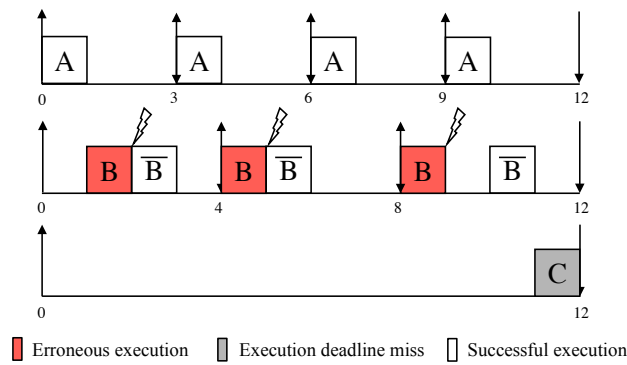 A A A A
0 3 6 9 12
B B̅ B B̅ B B̅
0 4 8 12
C
0 12
Erroneous execution Execution deadline miss Successful execution